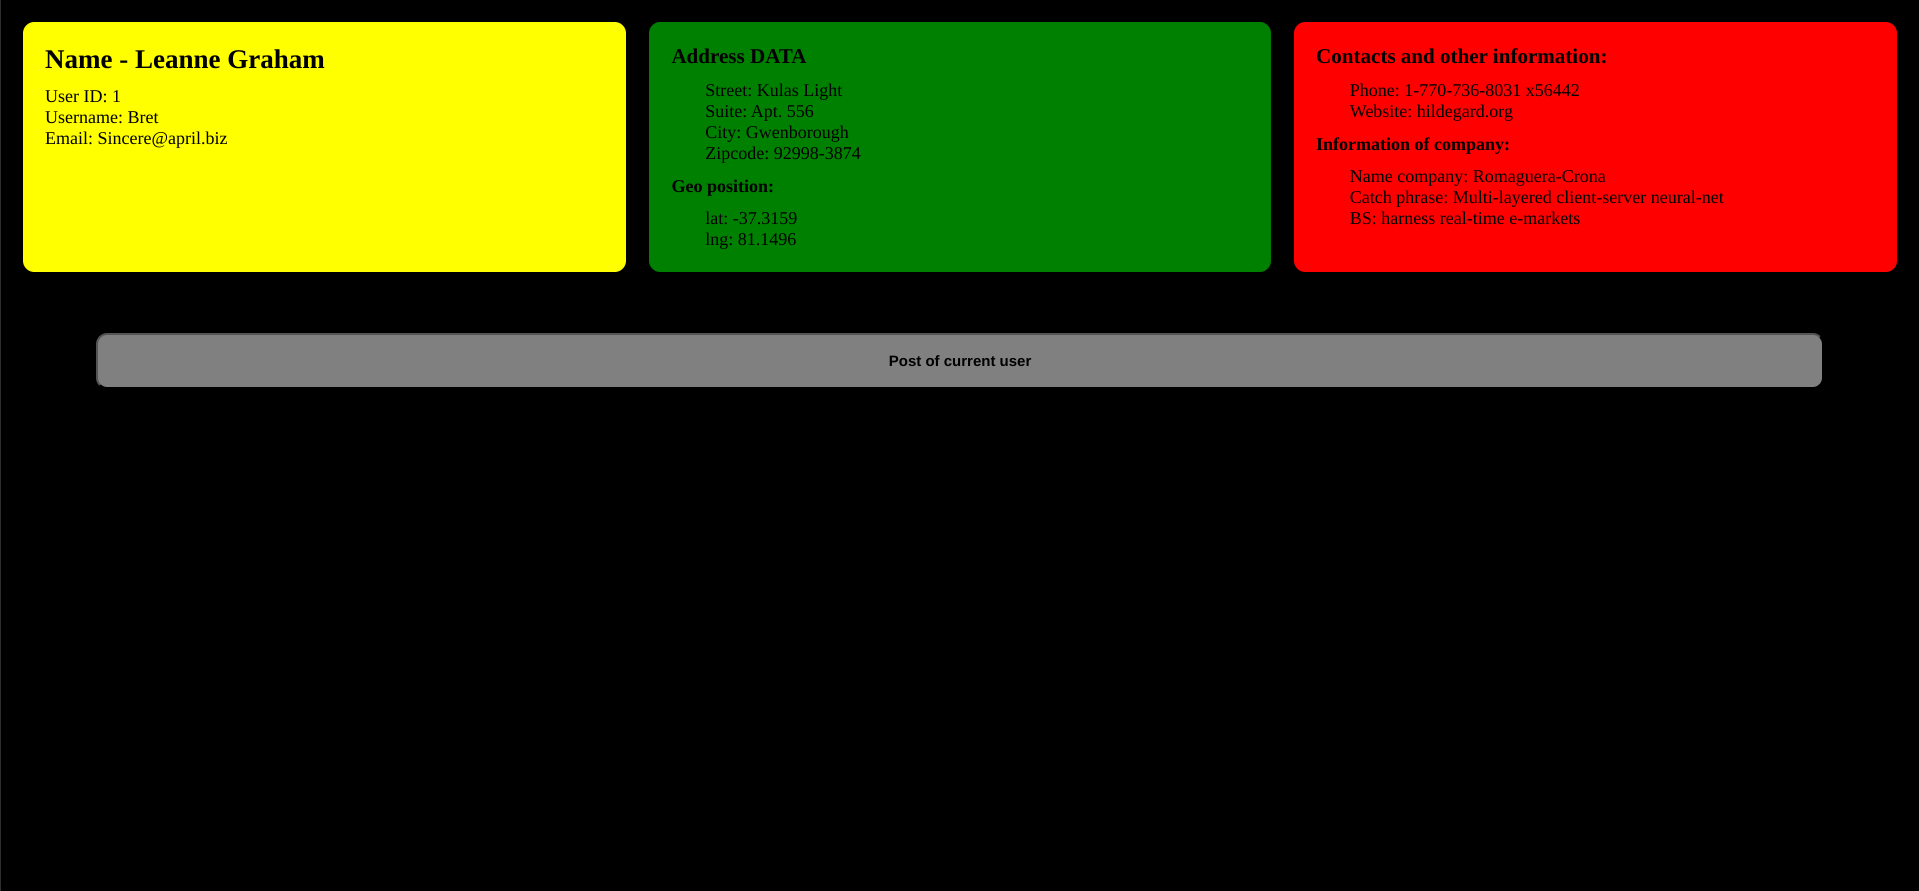 Name - Leanne Graham
User ID: 1
Username: Bret
Email: Sincere@april.biz
Address DATA
Street: Kulas Light
Suite: Apt. 556
City: Gwenborough
Zipcode: 92998-3874
Geo position:
lat: -37.3159
lng: 81.1496
Contacts and other information:
Phone: 1-770-736-8031 x56442
Website: hildegard.org
Information of company:
Name company: Romaguera-Crona
Catch phrase: Multi-layered client-server neural-net
BS: harness real-time e-markets
Post of current user